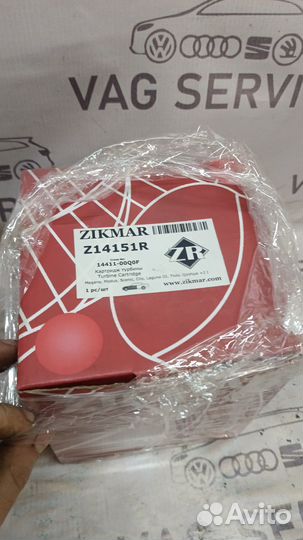 VAG SERVI
ZIKMAR
Z14151R
14411-00Q0F
Картридж турбины
Turbine Cartridge
1 pc/шт
ZR
www.zikmar.com
Avito